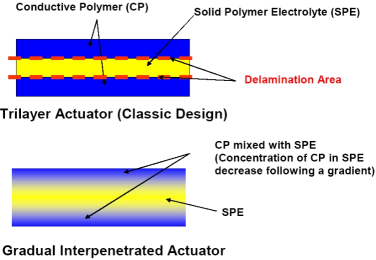 Conductive Polymer (CP)
Solid Polymer Electrolyte (SPE)
Delamination Area
Trilayer Actuator (Classic Design)
CP mixed with SPE
(Concentration of CP in SPE
decrease following a gradient)
SPE
Gradual Interpenetrated Actuator